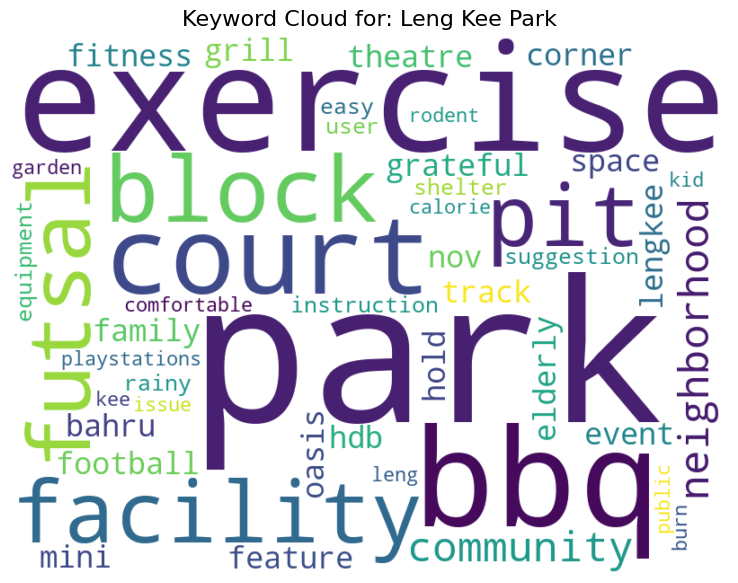 Keyword Cloud for: Leng Kee Park
fitness
grill
theatre
corner
exercise
easy
user
rodent
garden
block
grateful
space
shelter
kid
calorie
futsal
equipment
court
pit
nov
suggestion
lengkee
neighborhood
comfortable
instruction
track
family
park
hold
elderly
playstations
rainy
kee
issue
bahru
oasis
hdb
event
football
leng
bbq
public
burn
facility
community
mini
feature